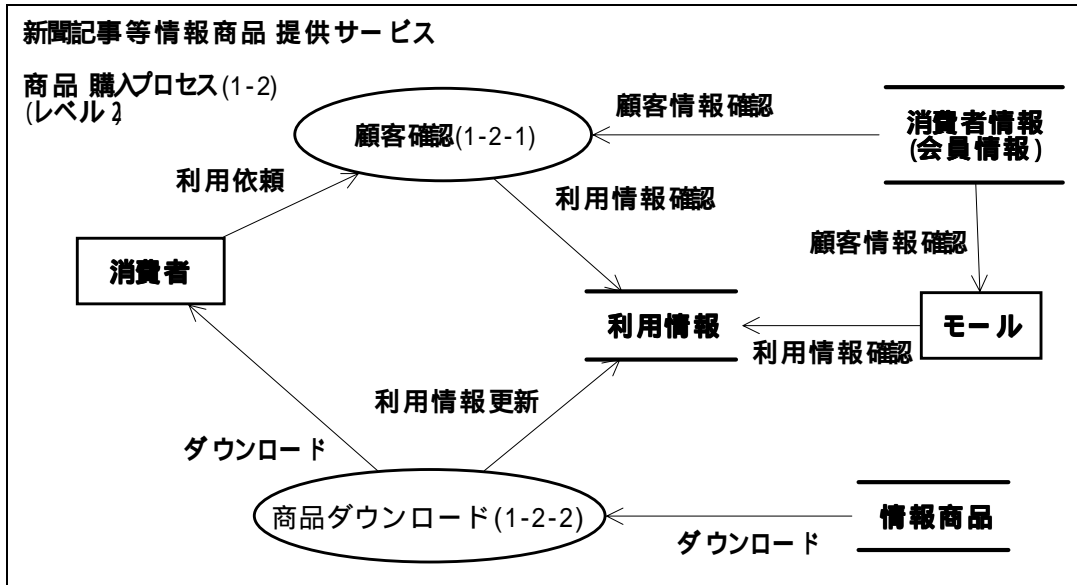 新聞記事等情報商品提供サービス
商品購入プロセス(1-2)
(レベル2)
顧客確認(1-2-1)
顧客情報確認
消費者情報
(会員情報)
利用依頼
利用情報確認
顧客情報確認
消費者
利用情報
モール
利用情報確認
利用情報更新
ダウンロード
商品ダウンロード(1-2-2)
情報商品
ダウンロード